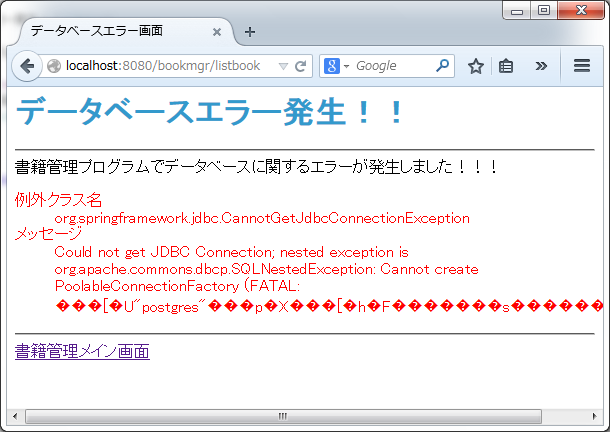 データベースエラー画面
localhost:8080/bookmgr/listbook
Google
データベースエラー発生！！
書籍管理プログラムでデータベースに関するエラーが発生しました！！！
例外クラス名
org.springframework.jdbc.CannotGetJdbcConnectionException
メッセージ
Could not get JDBC Connection; nested exception is
org.apache.commons.dbcp.SQLNestedException: Cannot create
PoolableConnectionFactory (FATAL:
���[�U"postgres"���p�X���[�h�F�������s�������
書籍管理メイン画面